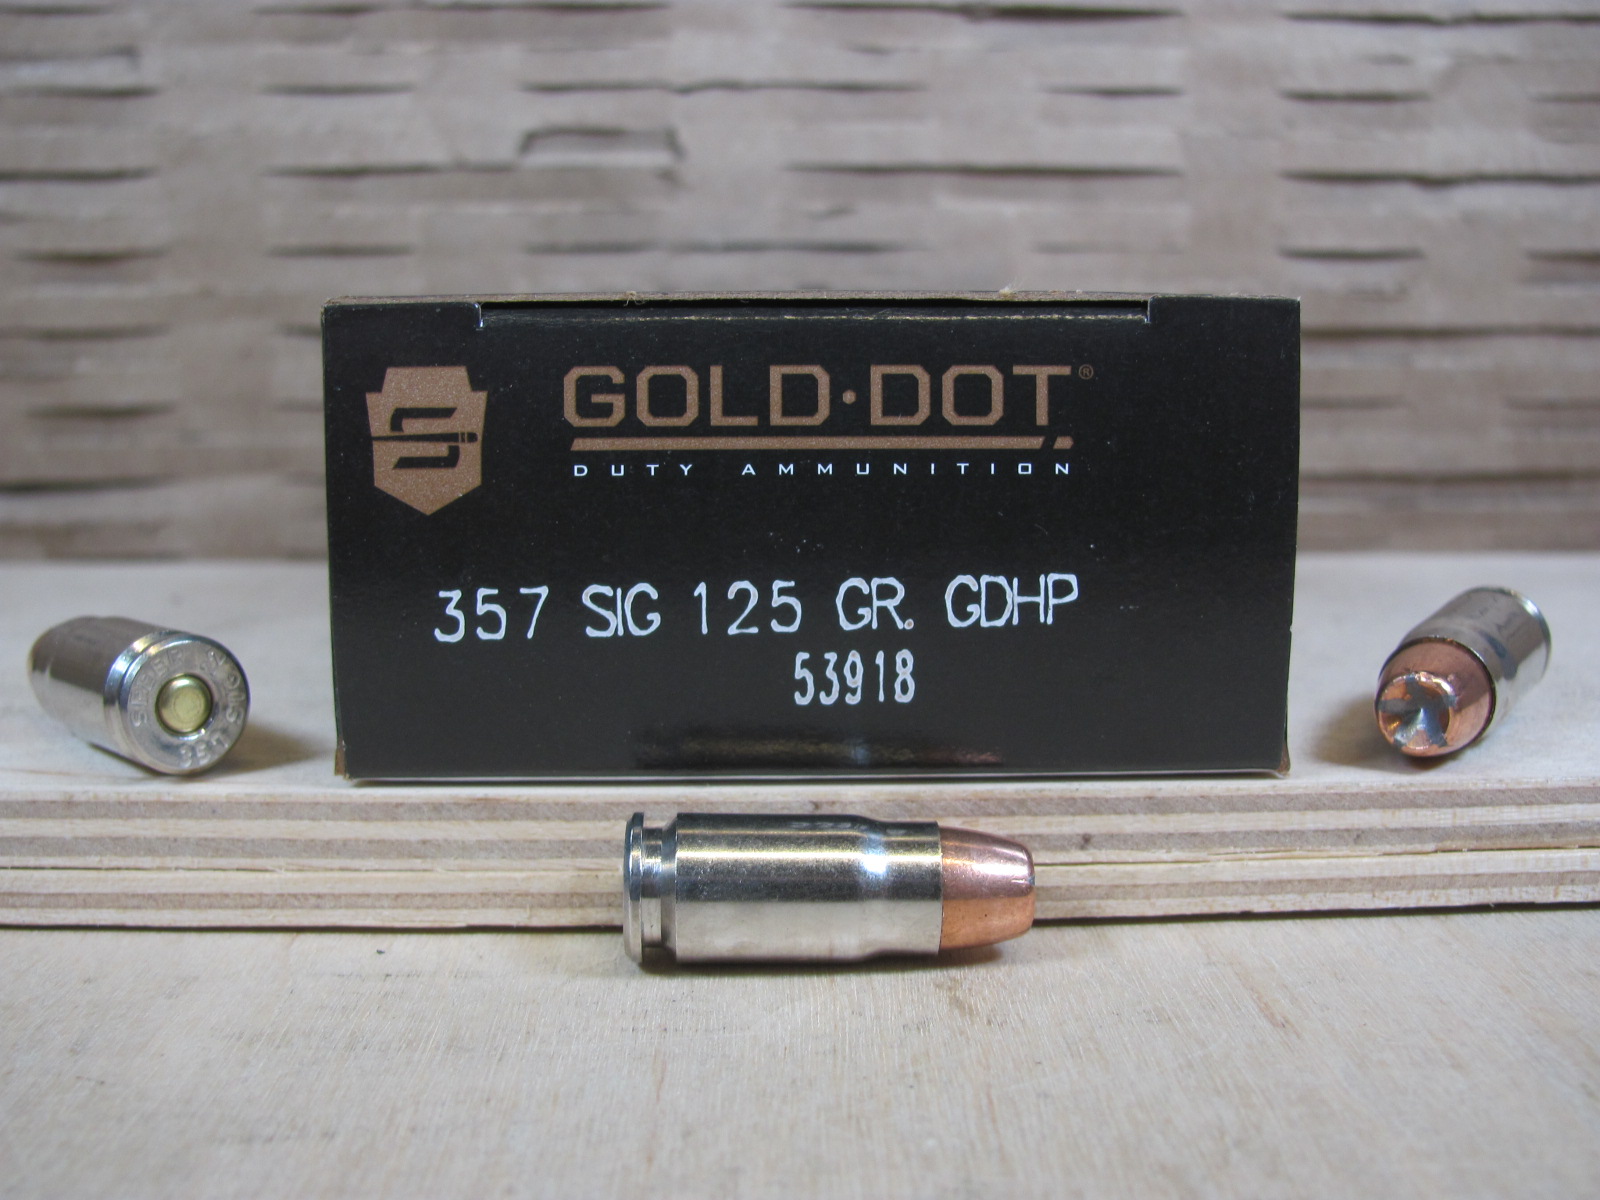 GOLD·DOT®
DUTY AMMUNITION
357 SIG 125 GR. GDHP
53918